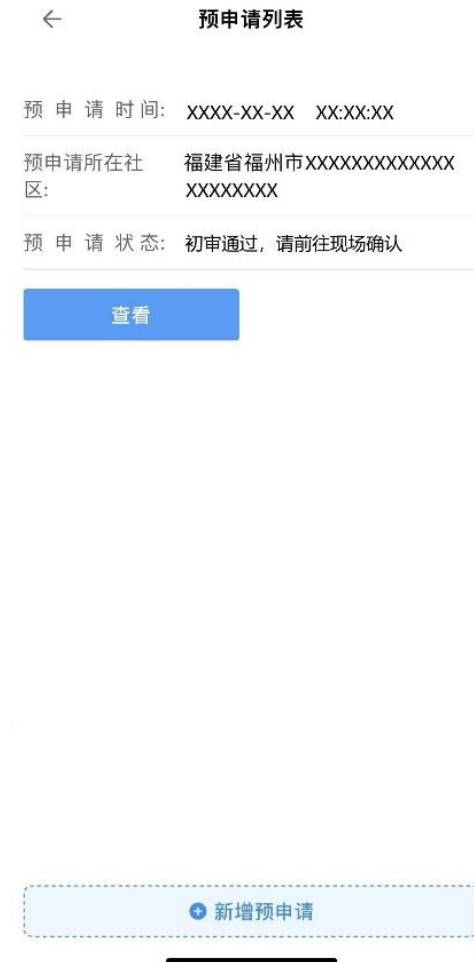 预申请列表
预申请时间: XXXX-XX-XX XX:XX:XX
预申请所在社 福建省福州市XXXXXXXXXXXXX
区: XXXXXXXX
预申请状态: 初审通过，请前往现场确认
查看
新增预申请